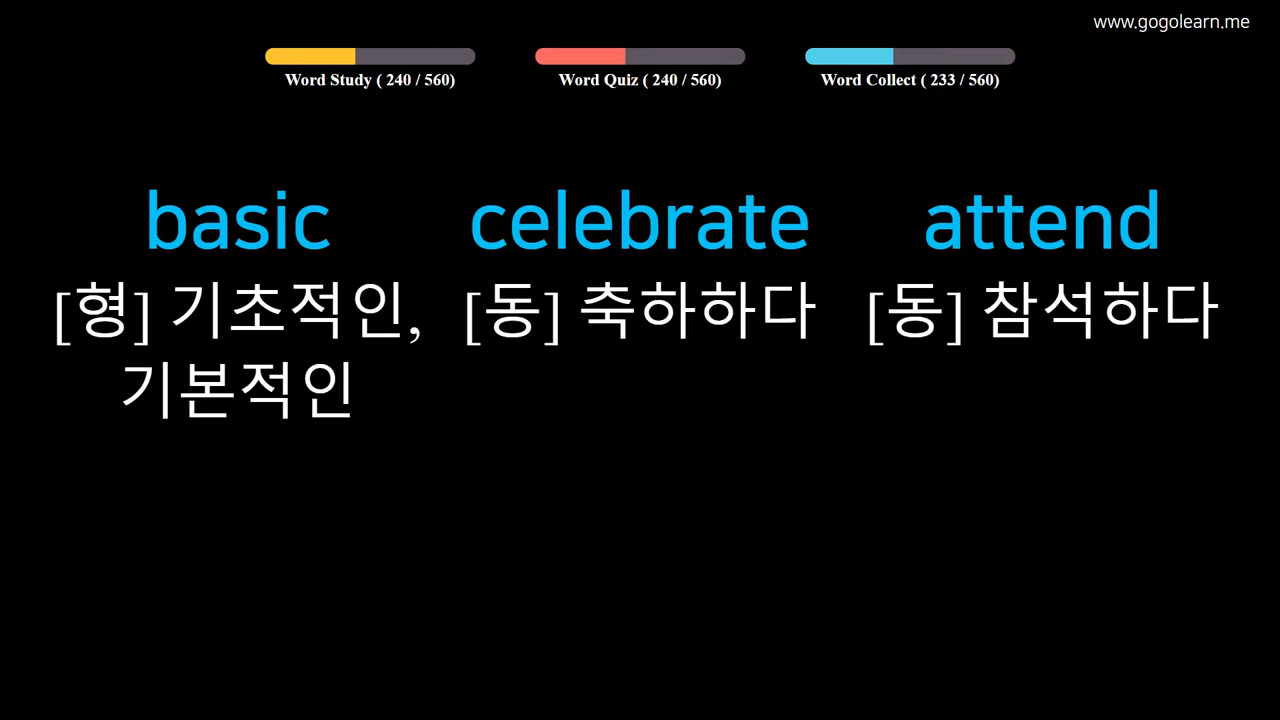 www.gogolearn.me
Word Study ( 240 / 560)
Word Quiz ( 240 / 560)
Word Collect ( 233 / 560)
basic
[형] 기초적인,
기본적인
celebrate
[동] 축하하다
attend
[동] 참석하다